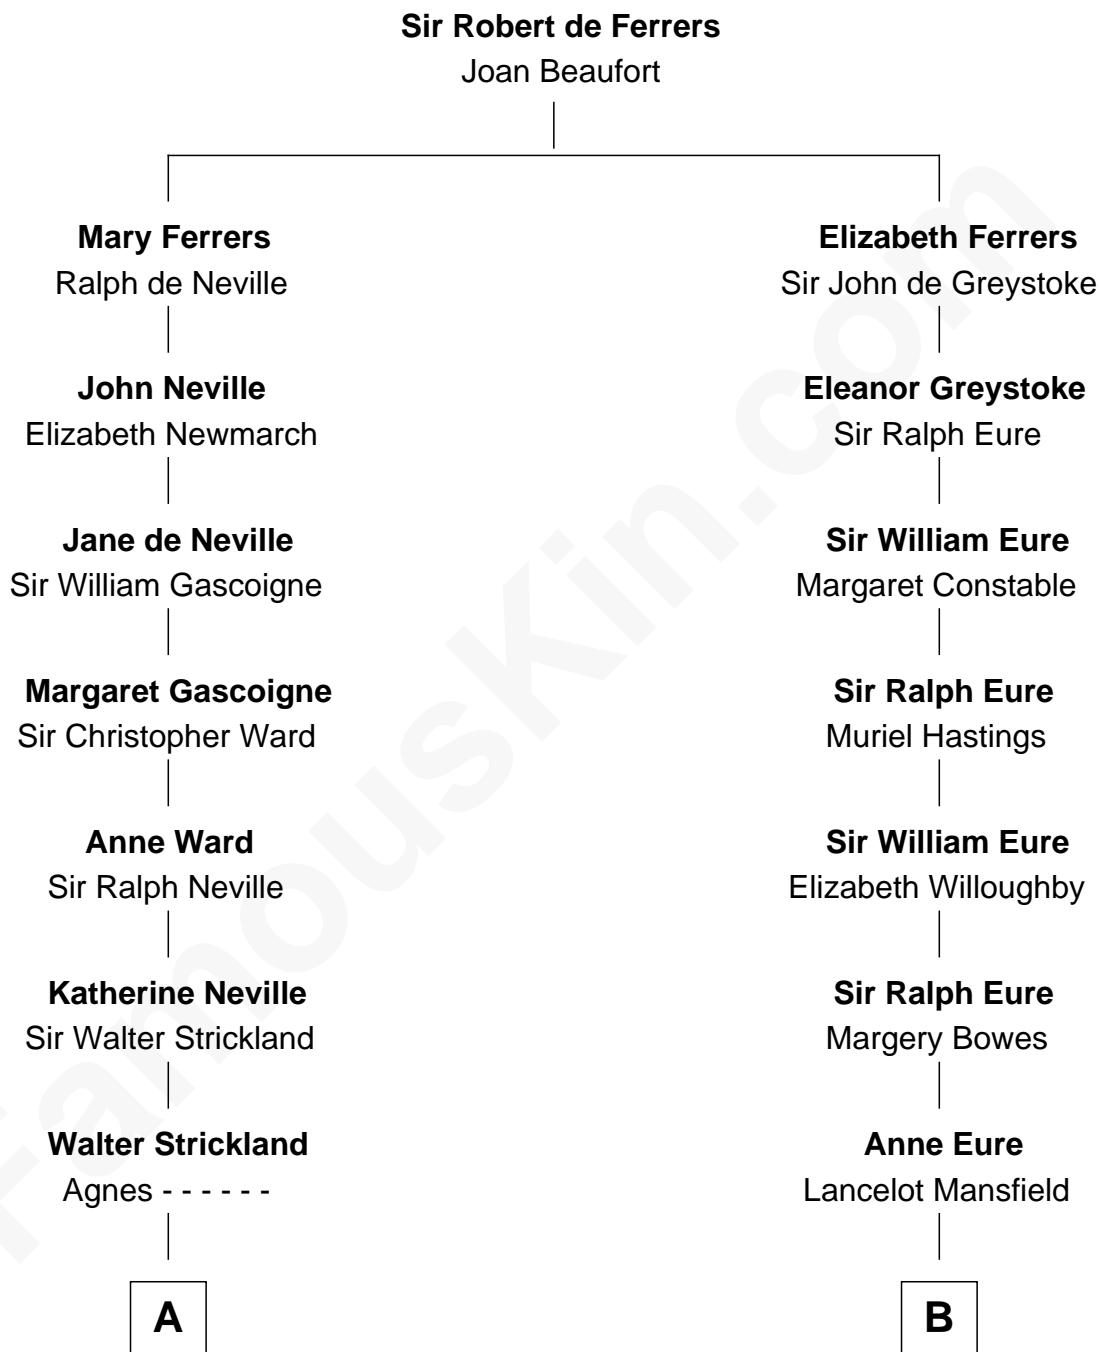 Sir Robert de Ferrers
Joan Beaufort
Mary Ferrers
Ralph de Neville
John Neville
Elizabeth Newmarch
Jane de Neville
Sir William Gascoigne
Margaret Gascoigne
Sir Christopher Ward
Anne Ward
Sir Ralph Neville
Katherine Neville
Sir Walter Strickland
Walter Strickland
Agnes - - - - - -
A
Elizabeth Ferrers
Sir John de Greystoke
Eleanor Greystoke
Sir Ralph Eure
Sir William Eure
Margaret Constable
Sir Ralph Eure
Muriel Hastings
Sir William Eure
Elizabeth Willoughby
Sir Ralph Eure
Margery Bowes
Anne Eure
Lancelot Mansfield
B
FamousKin.com